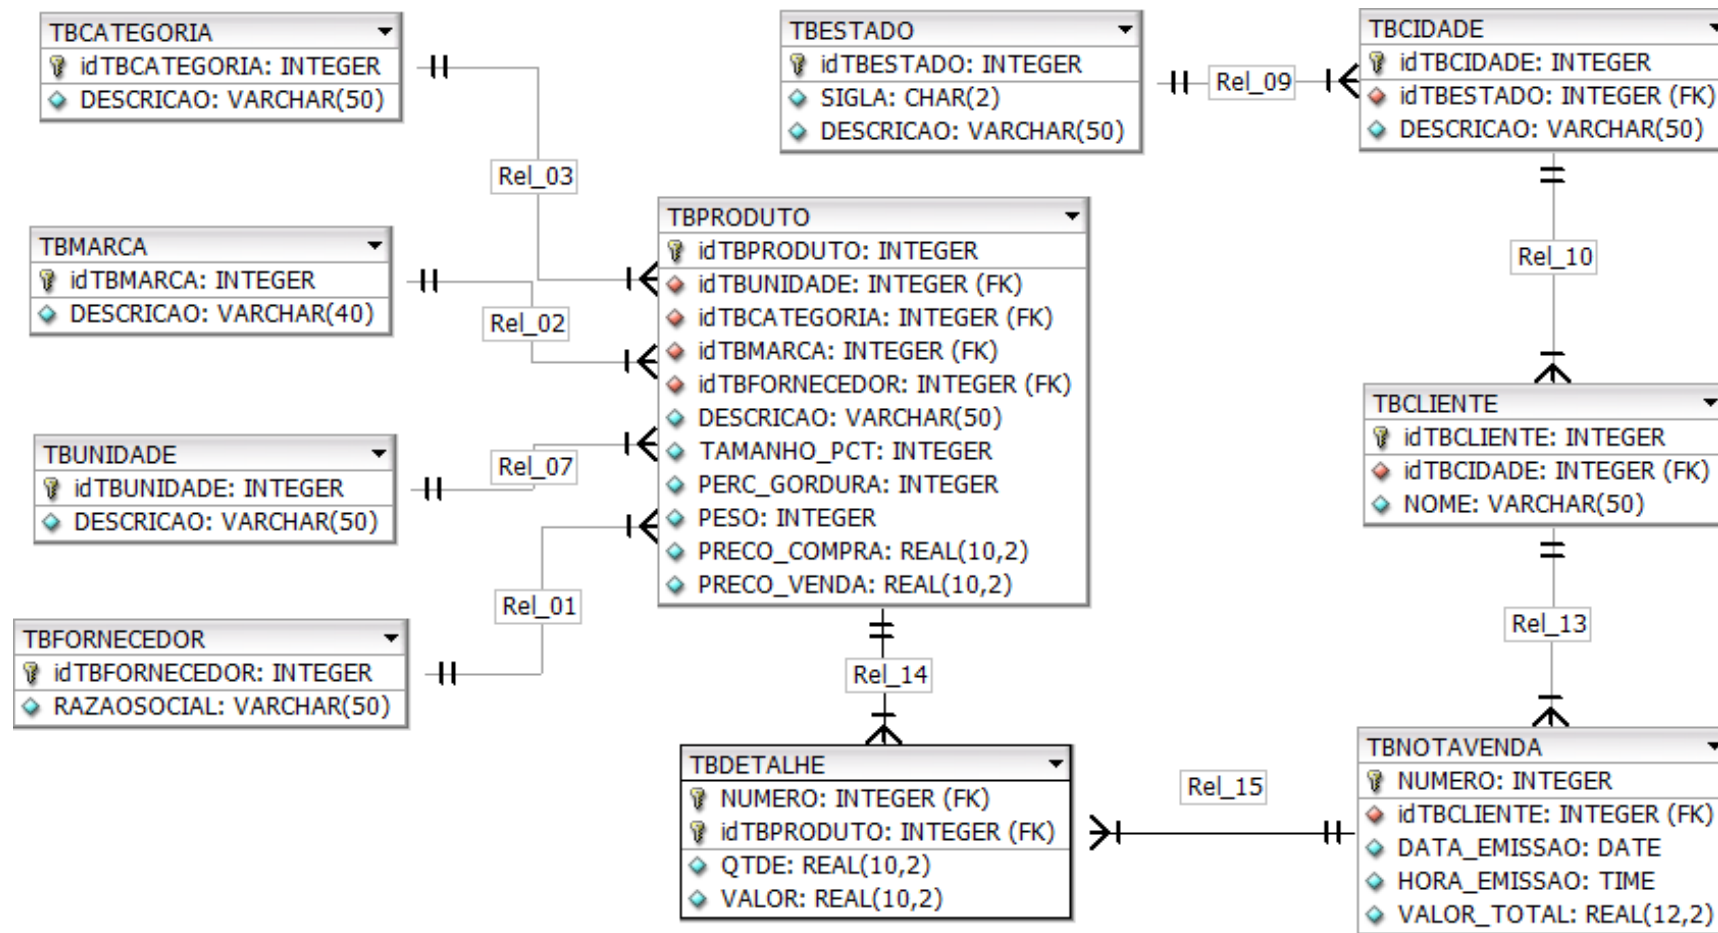 TBCATEGORIA
idTBCATEGORIA: INTEGER
DESCRICAO: VARCHAR(50)
TBESTADO
idTBESTADO: INTEGER
SIGLA: CHAR(2)
DESCRICAO: VARCHAR(50)
Rel_09
TBCIDADE
idTBCIDADE: INTEGER
idTBESTADO: INTEGER (FK)
DESCRICAO: VARCHAR(50)
Rel_03
TBMARCA
idTBMARCA: INTEGER
DESCRICAO: VARCHAR(40)
Rel_02
TBPRODUTO
idTBPRODUTO: INTEGER
idTBUNIDADE: INTEGER (FK)
idTBCATEGORIA: INTEGER (FK)
idTBMARCA: INTEGER (FK)
idTBFORNECEDOR: INTEGER (FK)
DESCRICAO: VARCHAR(50)
TAMANHO_PCT: INTEGER
PERC_GORDURA: INTEGER
PESO: INTEGER
PRECO_COMPRA: REAL(10,2)
PRECO_VENDA: REAL(10,2)
Rel_10
TBCLIENTE
idTBCLIENTE: INTEGER
idTBCIDADE: INTEGER (FK)
NOME: VARCHAR(50)
TBUNIDADE
idTBUNIDADE: INTEGER
DESCRICAO: VARCHAR(50)
Rel_07
Rel_01
TBFORNECEDOR
idTBFORNECEDOR: INTEGER
RAZAOSOCIAL: VARCHAR(50)
Rel_14
Rel_13
TBDETALHE
NUMERO: INTEGER (FK)
idTBPRODUTO: INTEGER (FK)
QTDE: REAL(10,2)
VALOR: REAL(10,2)
Rel_15
TBNOTAVENDA
NUMERO: INTEGER
idTBCLIENTE: INTEGER (FK)
DATA_EMISSAO: DATE
HORA_EMISSAO: TIME
VALOR_TOTAL: REAL(12,2)